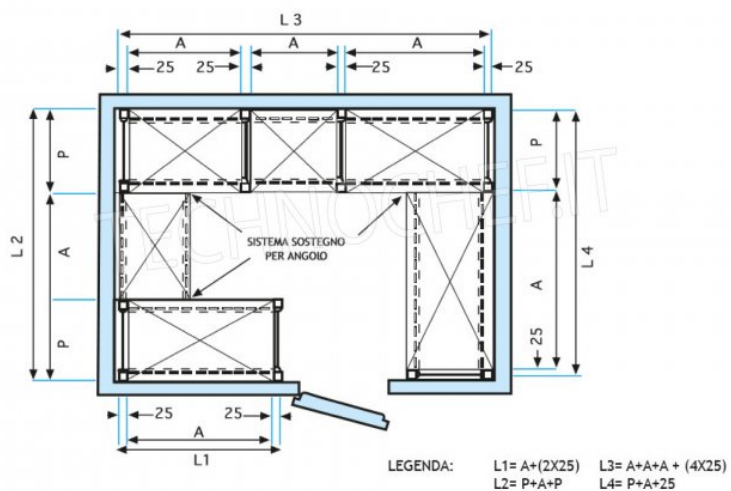 L 3
A A A
25 25 25 25
P P
TECHNOCHEF.IT
SISTEMA SOSTEGNO
PER ANGOLO
L 2 A A L 4
P 25
25 25
A
L1
LEGENDA: L1= A+(2X25) L3= A+A+A + (4X25)
L2= P+A+P L4= P+A+25